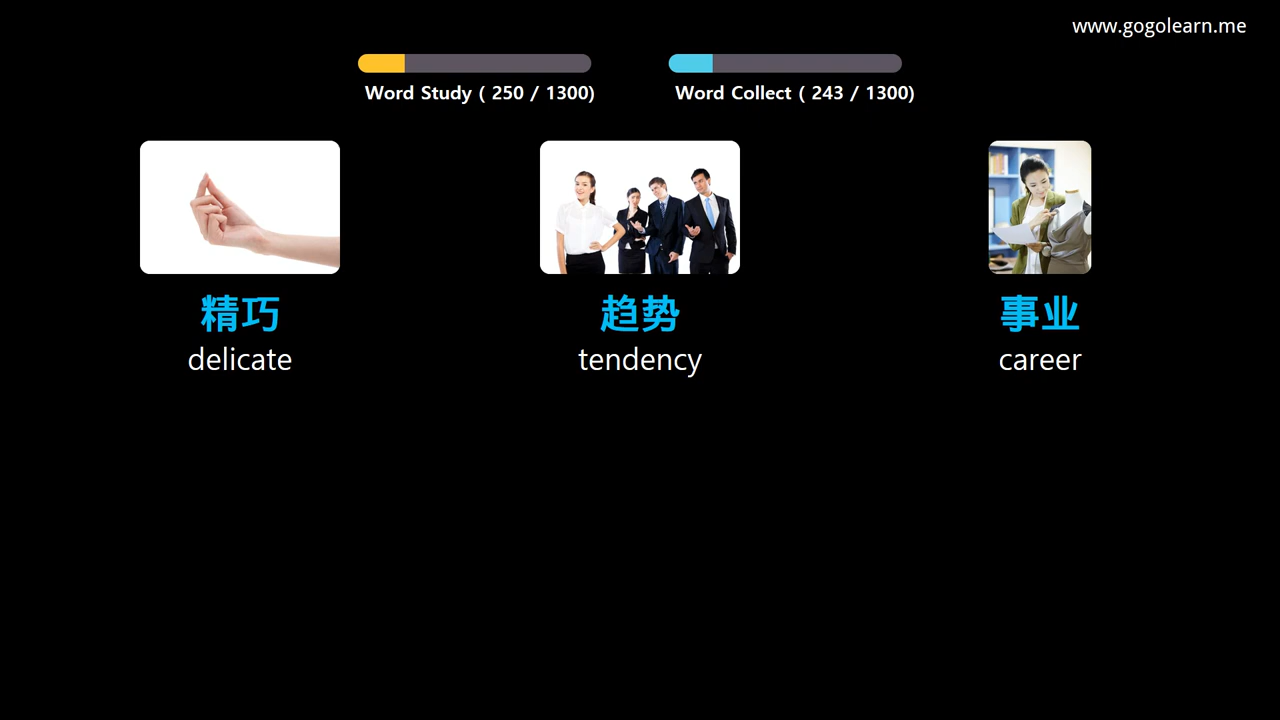 www.gogolearn.me
Word Study ( 250 / 1300)
Word Collect ( 243 / 1300)
精巧
delicate
趋势
tendency
事业
career